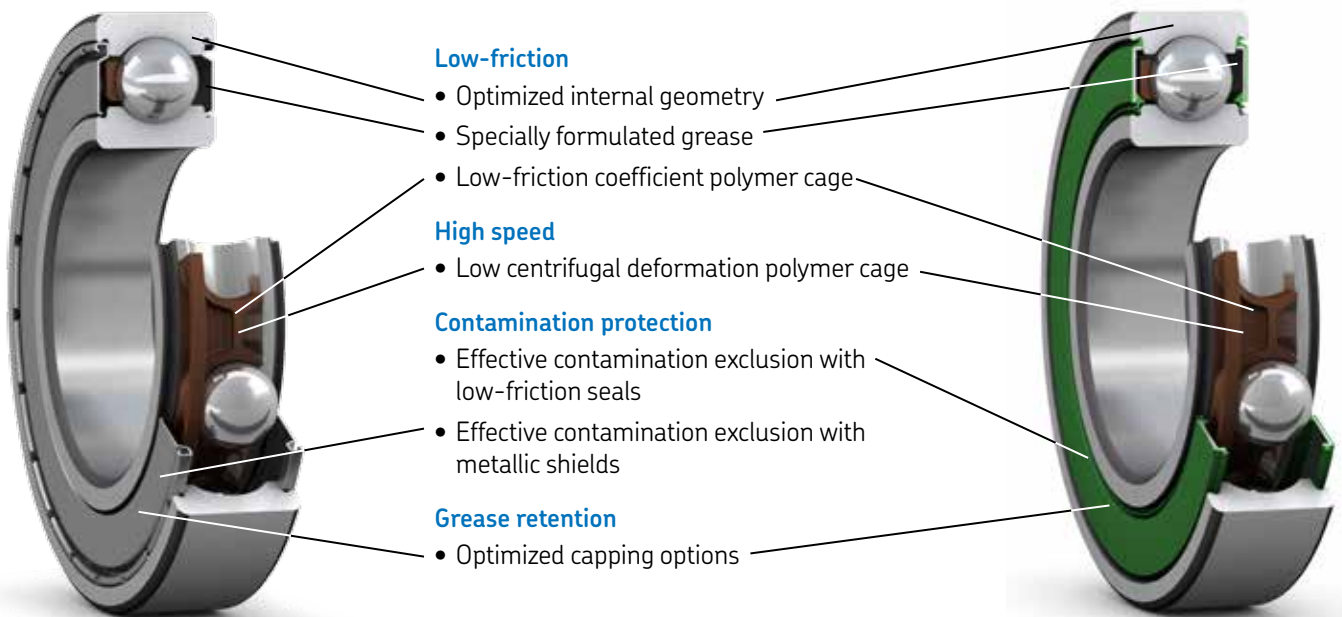 Low-friction
• Optimized internal geometry
• Specially formulated grease
• Low-friction coefficient polymer cage
High speed
• Low centrifugal deformation polymer cage
Contamination protection
• Effective contamination exclusion with
low-friction seals
• Effective contamination exclusion with
metallic shields
Grease retention
• Optimized capping options